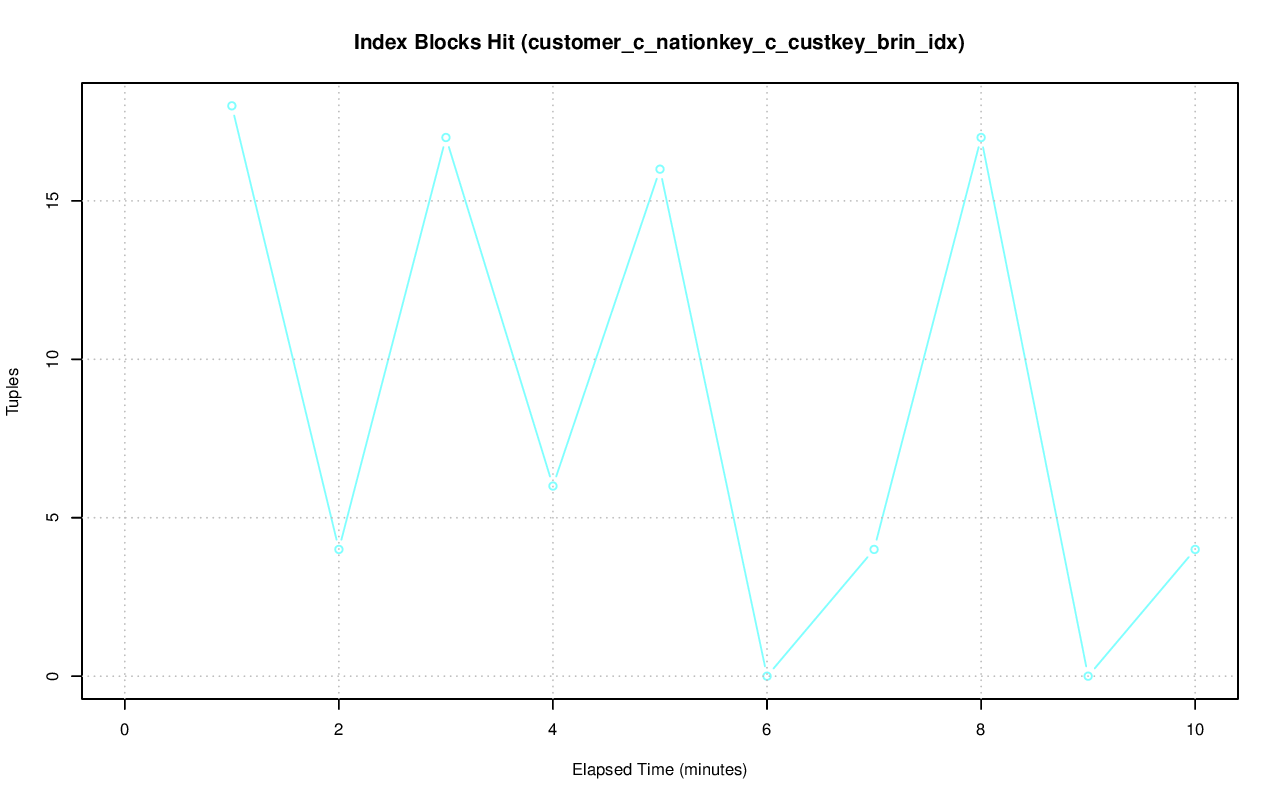 Index Blocks Hit (customer_c_nationkey_c_custkey_brin_idx)
Tuples
15
10
5
0
0 2 4 6 8 10
Elapsed Time (minutes)